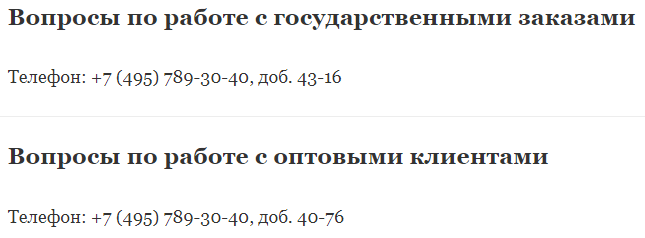 Вопросы по работе с государственными заказами
Телефон: +7 (495) 789-30-40, доб. 43-16
Вопросы по работе с оптовыми клиентами
Телефон: +7 (495) 789-30-40, доб. 40-76